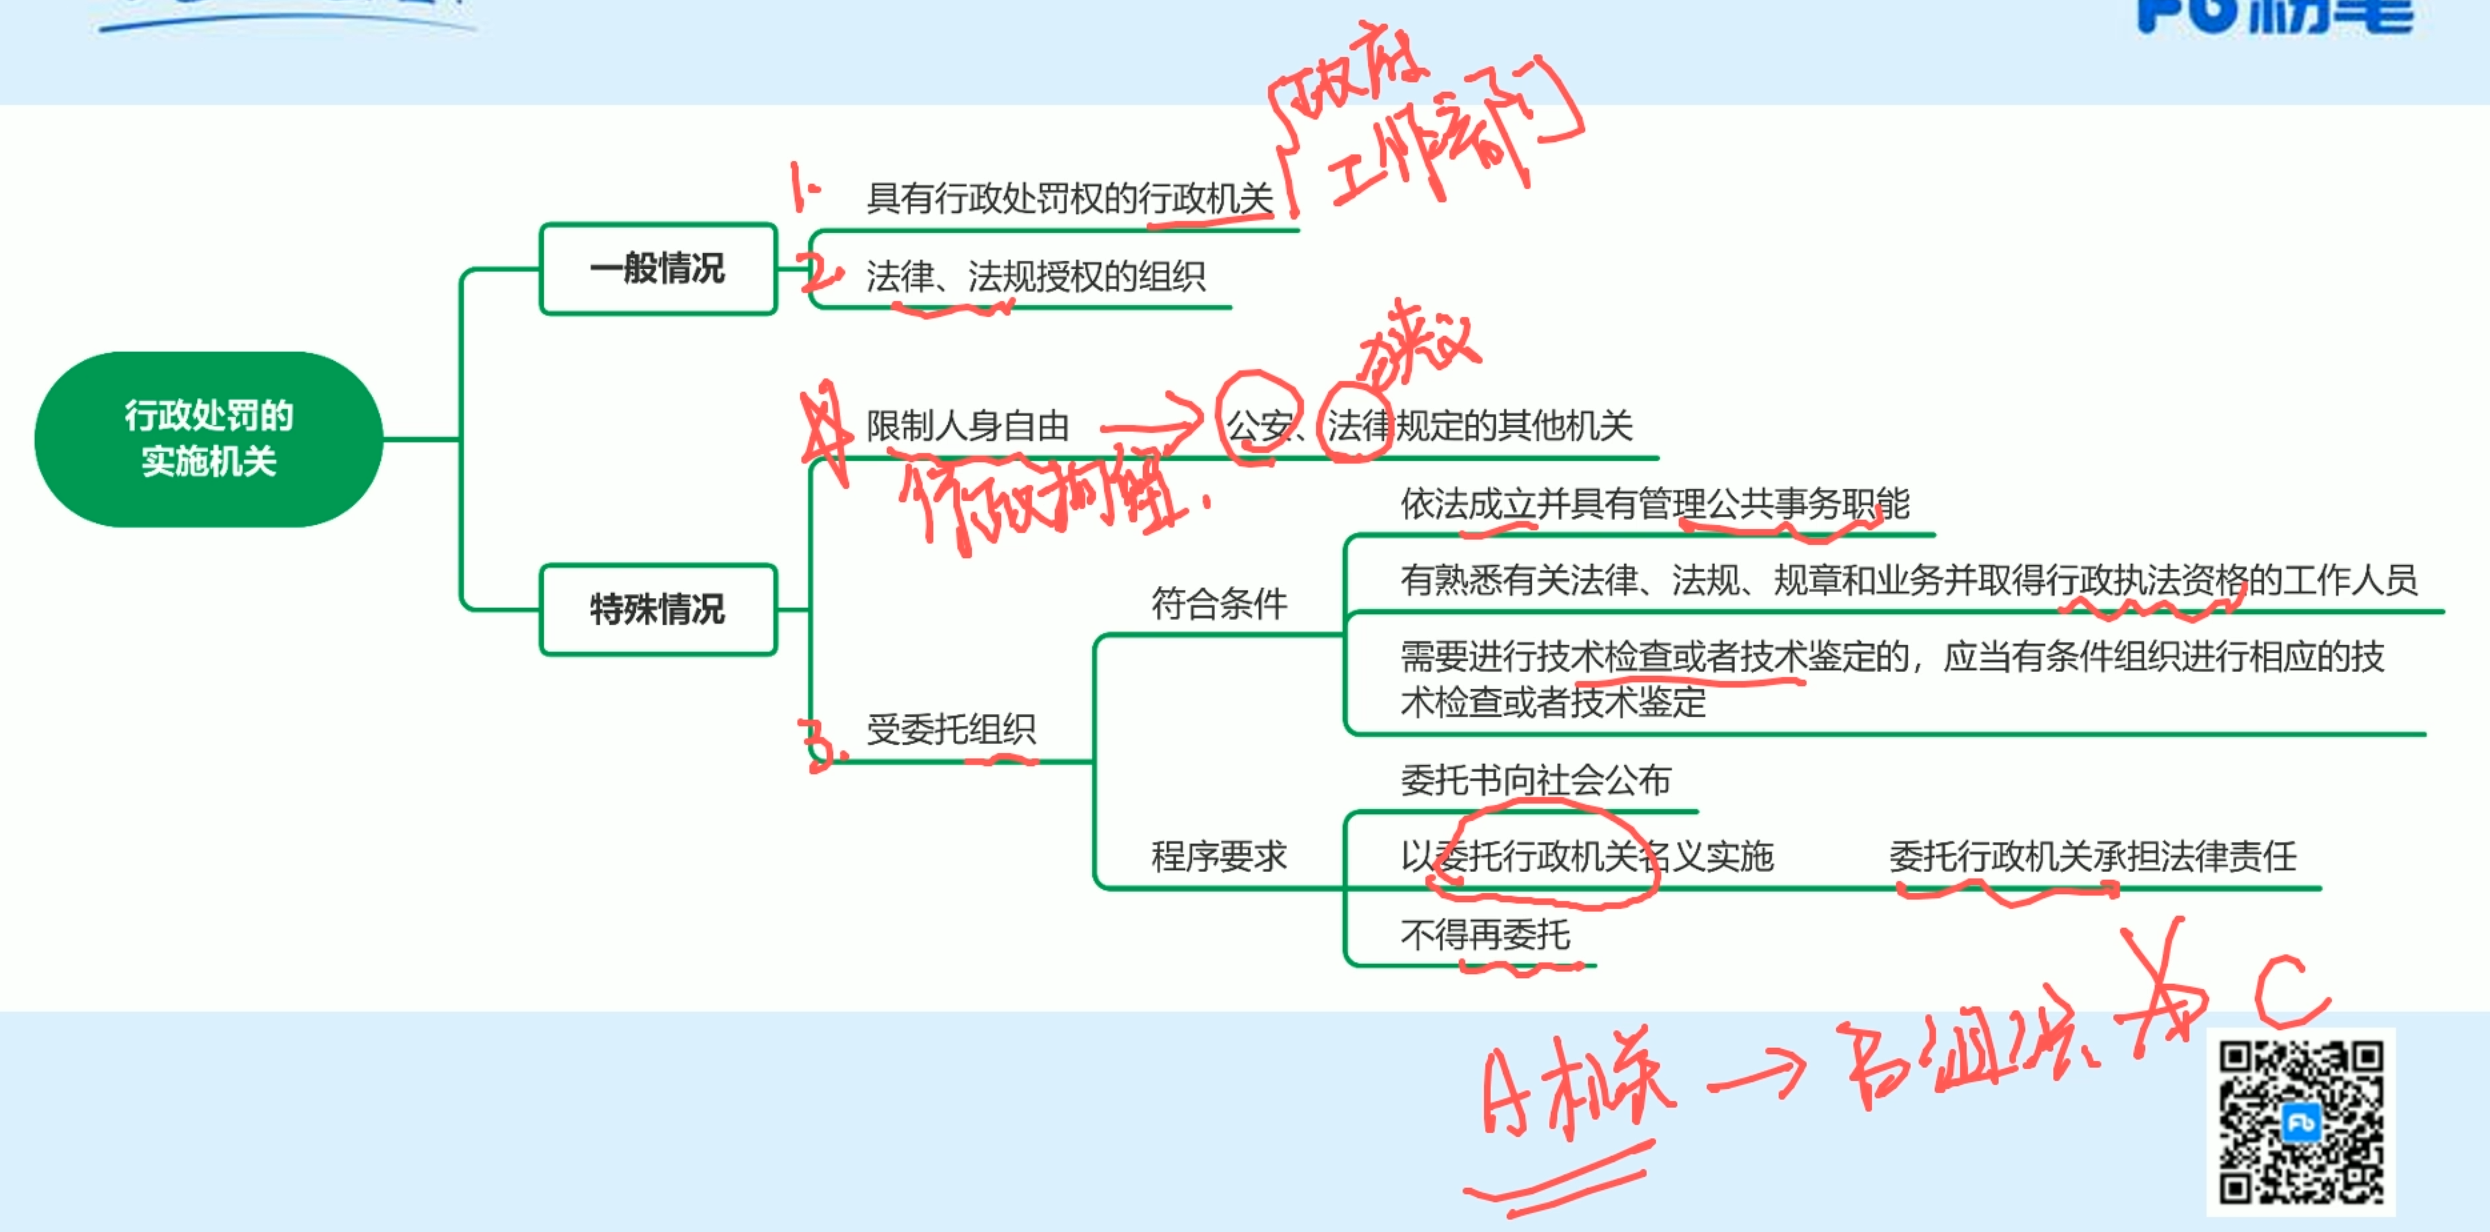 粉笔
政府
工作部门
1.
具有行政处罚权的行政机关
一般情况
2.
法律、法规授权的组织
行政处罚的
实施机关
限制人身自由
公安、法律规定的其他机关
行政拘留.
特殊情况
符合条件
依法成立并具有管理公共事务职能
有熟悉有关法律、法规、规章和业务并取得行政执法资格的工作人员
需要进行技术检查或者技术鉴定的，应当有条件组织进行相应的技
术检查或者技术鉴定
3.
受委托组织
程序要求
委托书向社会公布
以委托行政机关名义实施
委托行政机关承担法律责任
不得再委托
A机关 → B组织
C
Fb